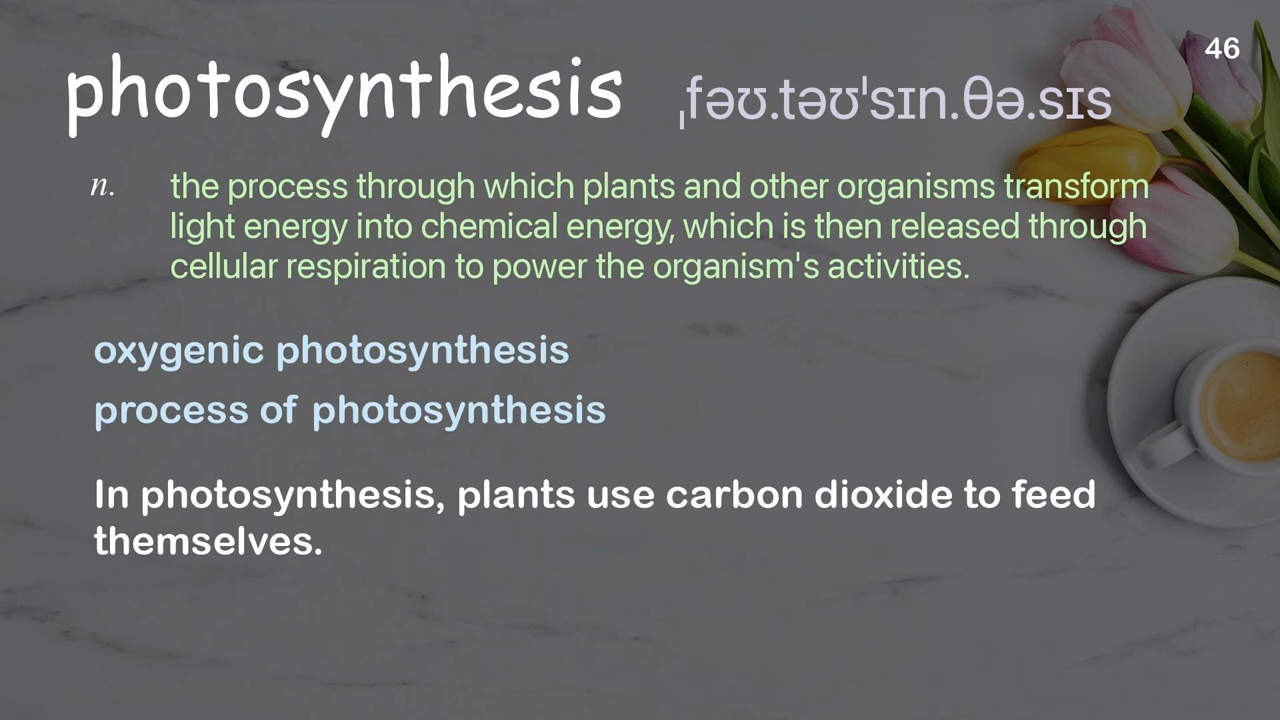 46
photosynthesis ˌfəʊ.təʊˈsɪn.θə.sɪs
n. the process through which plants and other organisms transform
light energy into chemical energy, which is then released through
cellular respiration to power the organism's activities.
oxygenic photosynthesis
process of photosynthesis
In photosynthesis, plants use carbon dioxide to feed
themselves.